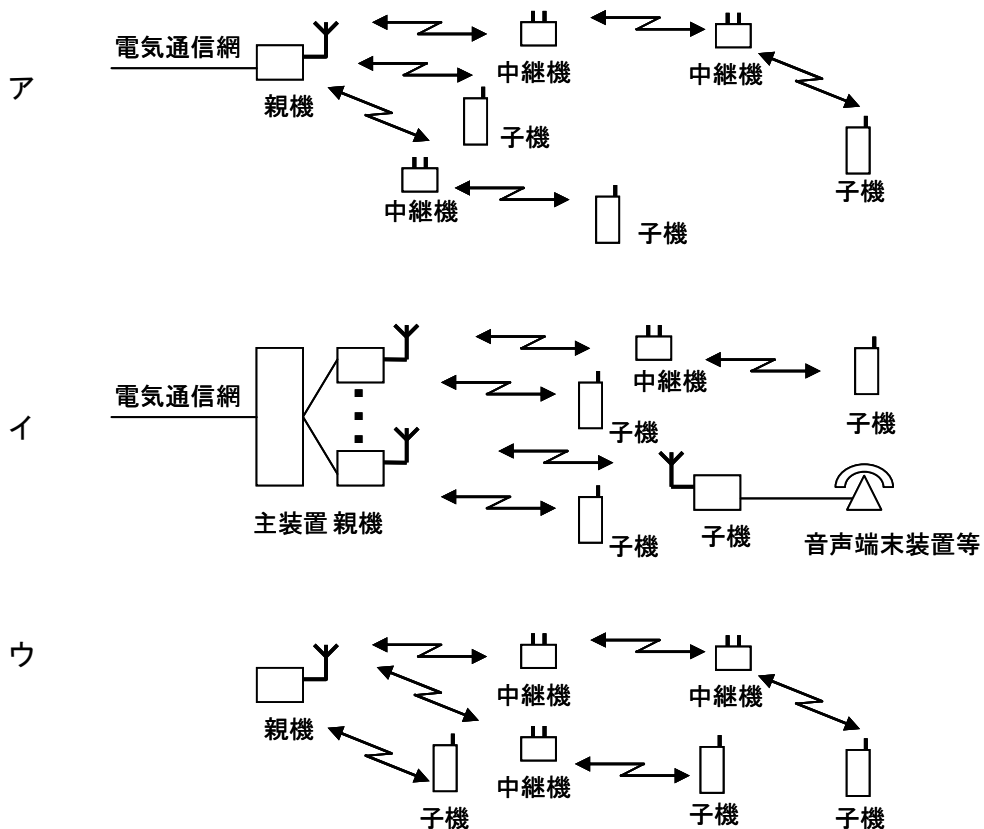 ア
電気通信網
親機
中継機
中継機
子機
中継機
子機
子機
イ
電気通信網
主装置 親機
中継機
子機
子機
子機
子機
音声端末装置等
ウ
親機
中継機
中継機
子機
中継機
子機
子機